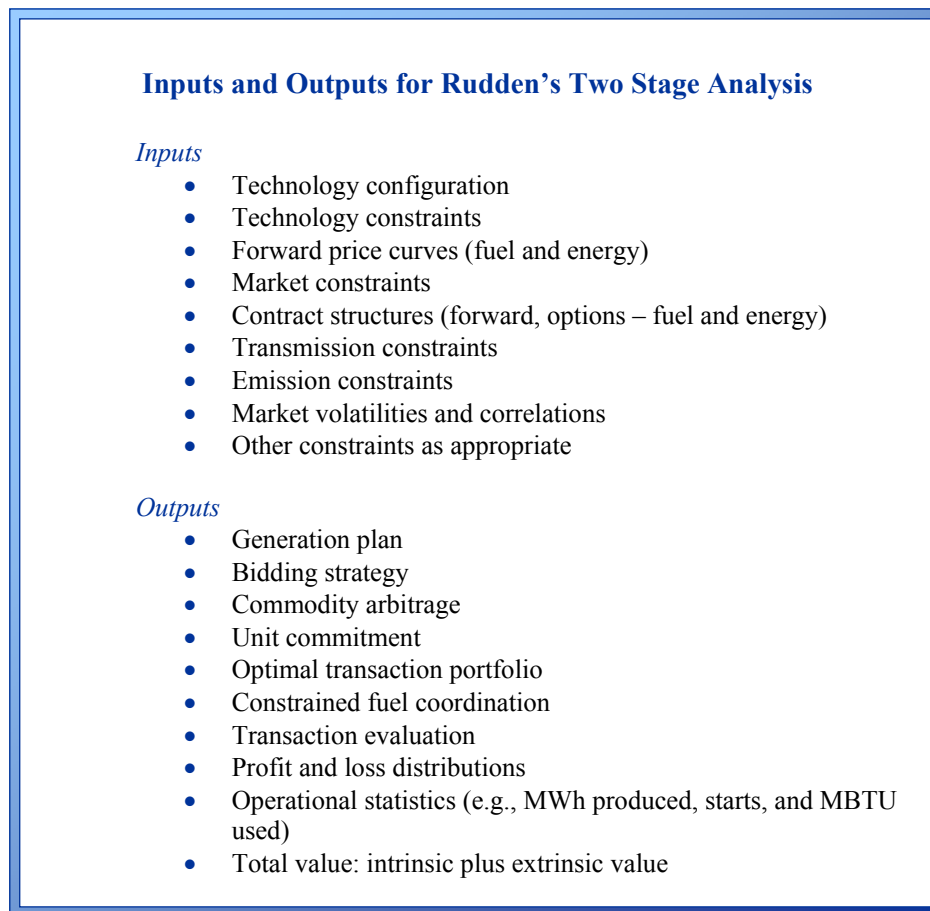 Inputs and Outputs for Rudden's Two Stage Analysis
Inputs
• Technology configuration
• Technology constraints
• Forward price curves (fuel and energy)
• Market constraints
• Contract structures (forward, options – fuel and energy)
• Transmission constraints
• Emission constraints
• Market volatilities and correlations
• Other constraints as appropriate
Outputs
• Generation plan
• Bidding strategy
• Commodity arbitrage
• Unit commitment
• Optimal transaction portfolio
• Constrained fuel coordination
• Transaction evaluation
• Profit and loss distributions
• Operational statistics (e.g., MWh produced, starts, and MBTU
used)
• Total value: intrinsic plus extrinsic value